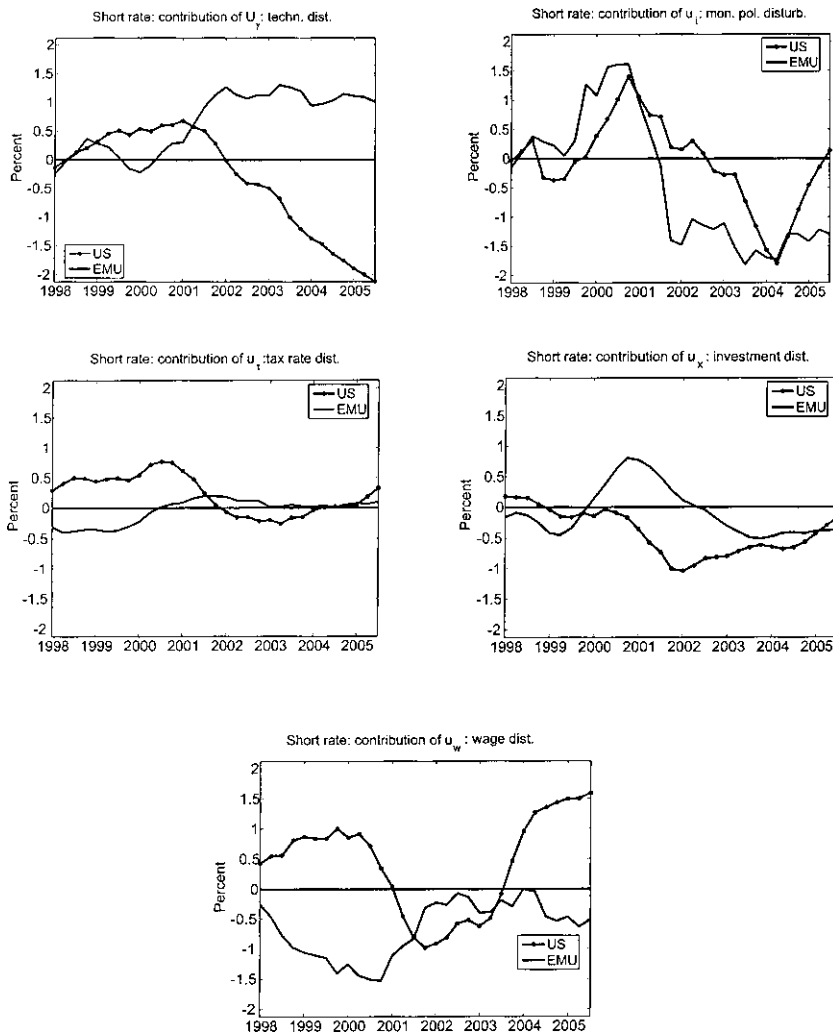 Short rate: contribution of U_γ: techn. dist.
Percent
2
1.5
1
0.5
0
-0.5
-1
-1.5
-2
US
EMU
1998 1999 2000 2001 2002 2003 2004 2005
Short rate: contribution of u_i: mon. pol. disturb.
Percent
2
1.5
1
0.5
0
-0.5
-1
-1.5
-2
US
EMU
1998 1999 2000 2001 2002 2003 2004 2005
Short rate: contribution of u_τ:tax rate dist.
Percent
2
1
0.5
0
-0.5
-1
-1.5
-2
US
EMU
1998 1999 2000 2001 2002 2003 2004 2005
Short rate: contribution of u_x: investment dist.
Percent
2
1
0.5
0
-0.5
-1
-1.5
-2
US
EMU
1998 1999 2000 2001 2002 2003 2004 2005
Short rate: contribution of u_w : wage dist.
Percent
2
1.5
1
0.5
0
-0.5
-1
-1.5
-2
US
EMU
1998 1999 2000 2001 2002 2003 2004 2005